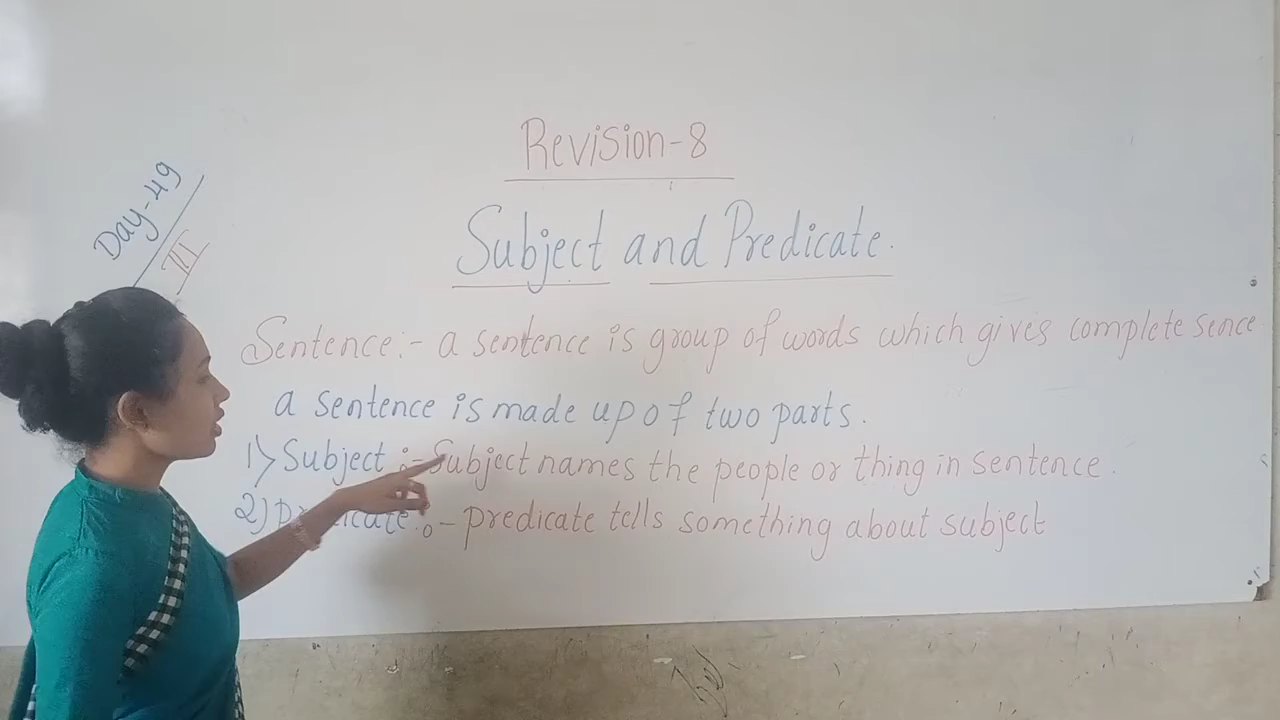 Day-49
III
Revision-8
Subject and Predicate.
Sentence:- a sentence is group of words which gives complete sence
a sentence is made up of two parts.
1) Subject :- Subject names the people or thing in sentence.
2) Predicate :- predicate tells something about subject